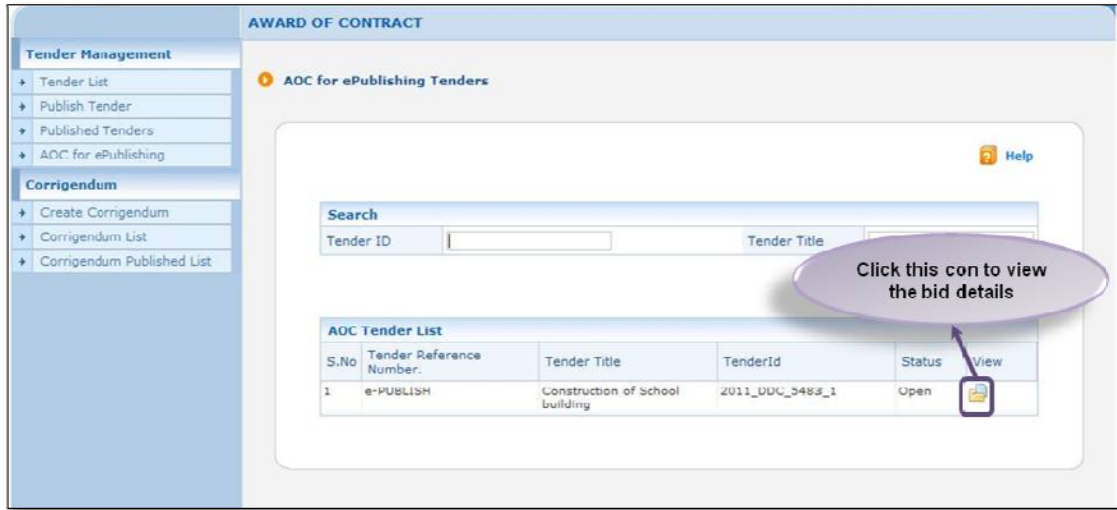 AWARD OF CONTRACT
Tender Management
Tender List
Publish Tender
Published Tenders
AOC for ePublishing
Corrigendum
Create Corrigendum
Corrigendum List
Corrigendum Published List
AOC for ePublishing Tenders
Help
Search
Tender ID
Tender Title
Click this con to view
the bid details
AOC Tender List
S.No
Tender Reference
Number.
Tender Title
TenderId
Status
View
1
e-PUBLISH
Construction of School
building
2011_DDC_5483_1
Open